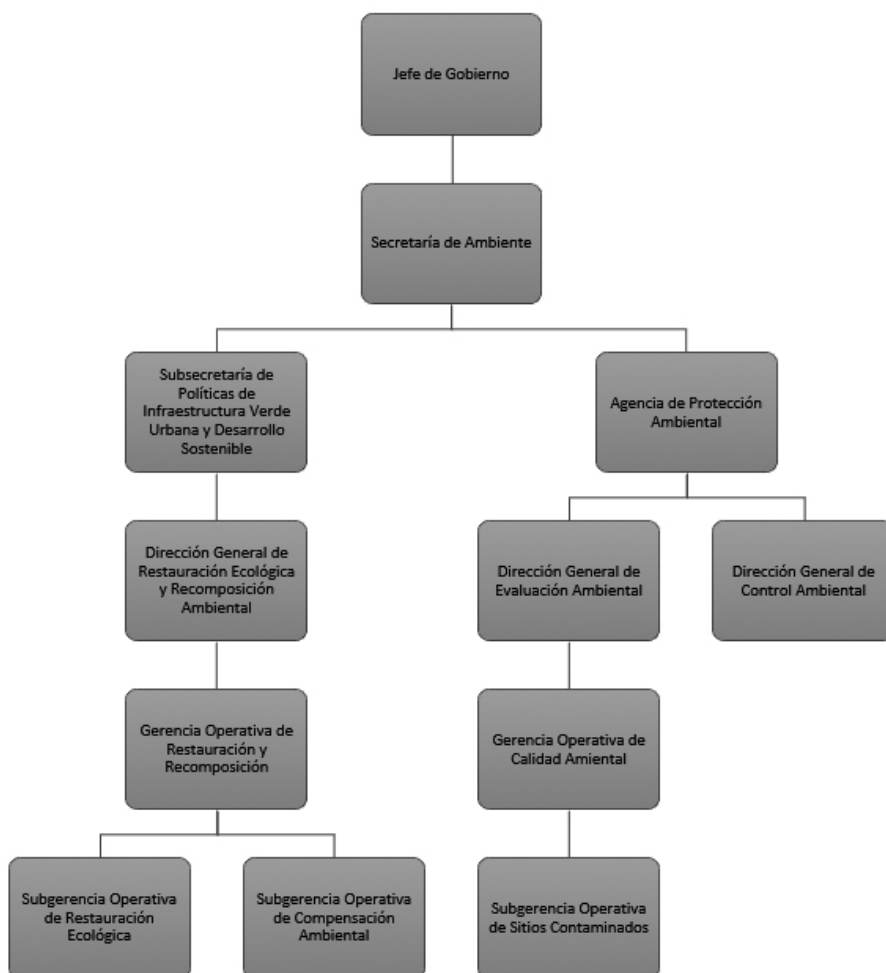 Jefe de Gobierno
Secretaría de Ambiente
Subsecretaría de
Políticas de
Infraestructura Verde
Urbana y Desarrollo
Sostenible
Agencia de Protección
Ambiental
Dirección General de
Restauración Ecológica
y Recomposición
Ambiental
Dirección General de
Evaluación Ambiental
Dirección General de
Control Ambiental
Gerencia Operativa de
Restauración y
Recomposición
Gerencia Operativa de
Calidad Amiental
Subgerencia Operativa
de Restauración
Ecológica
Subgerencia Operativa
de Compensación
Ambiental
Subgerencia Operativa
de Sitios Contaminados